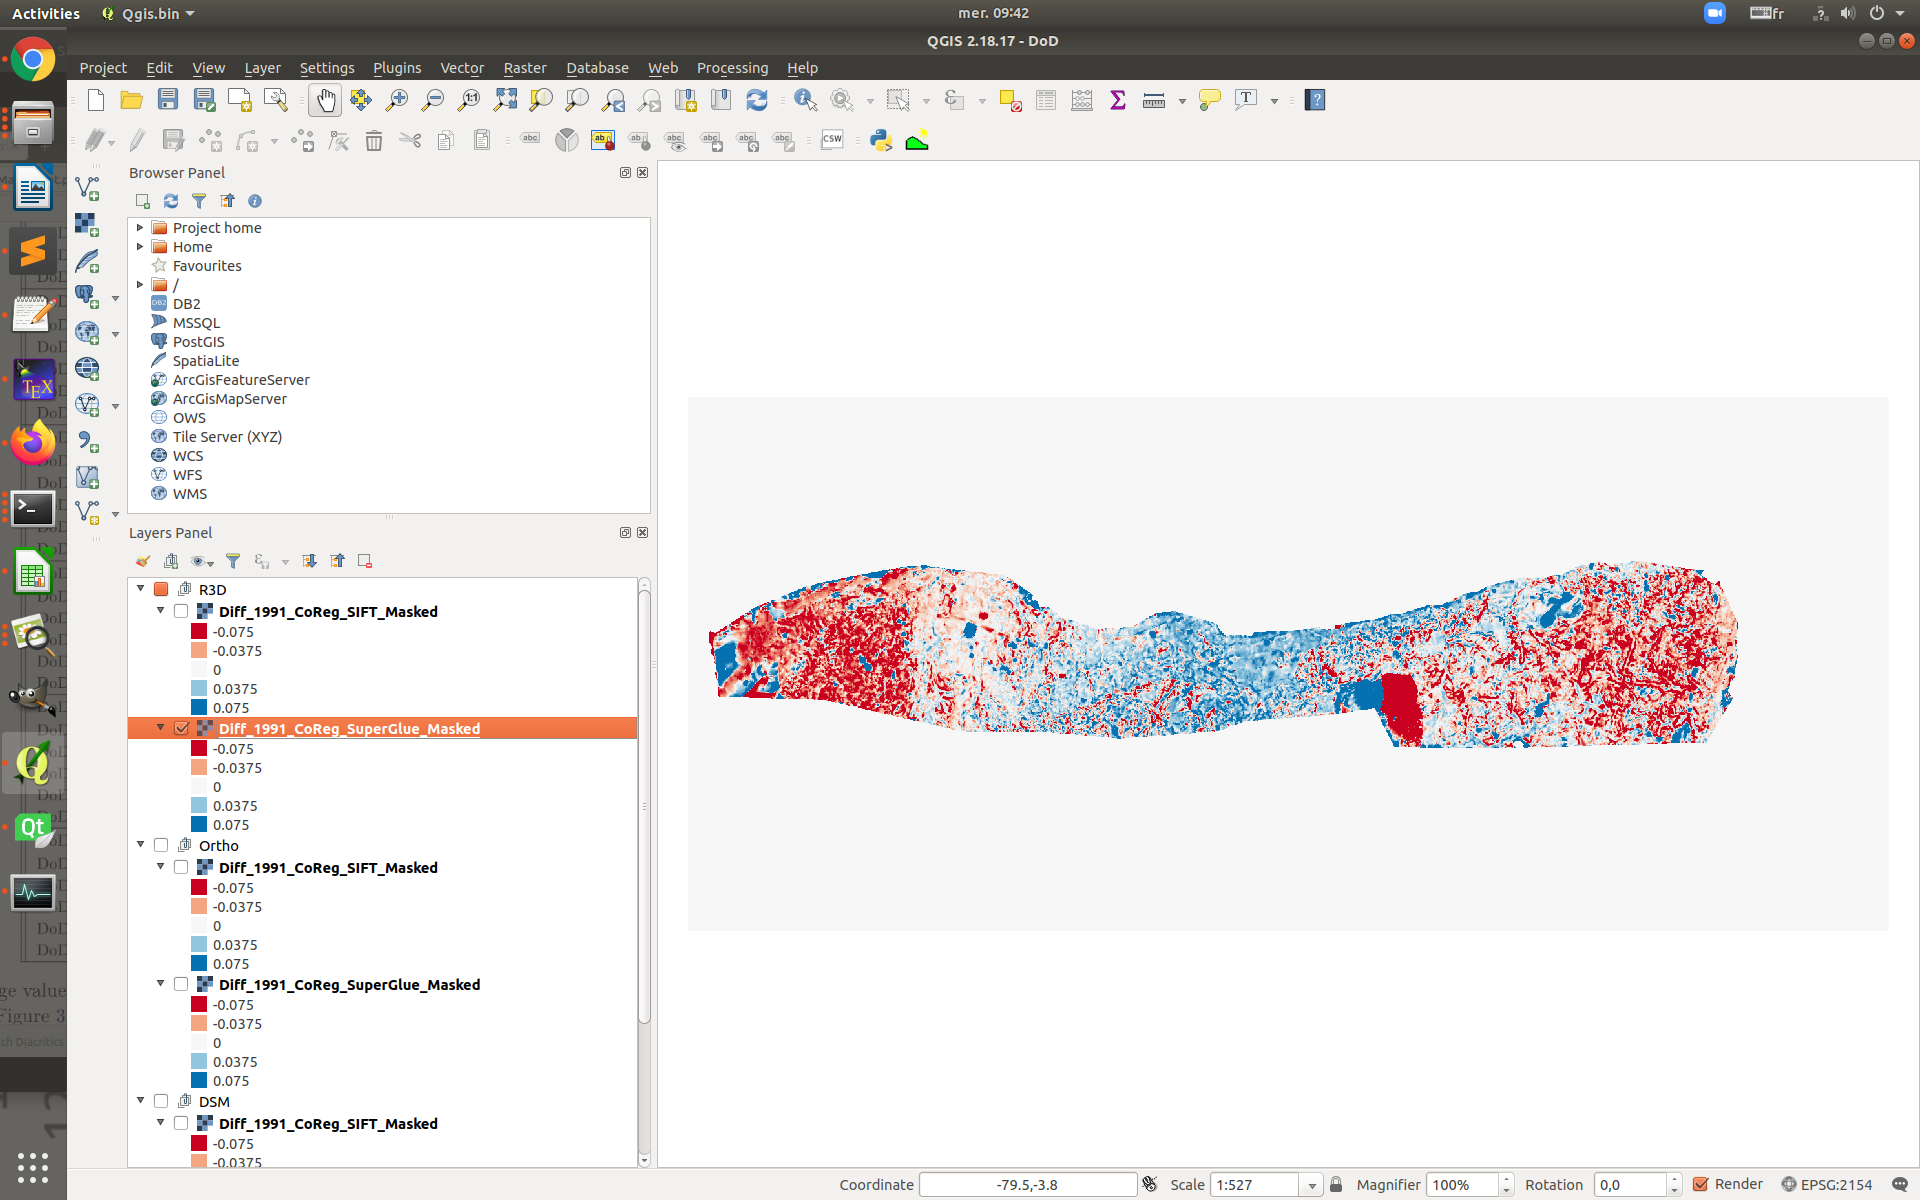 Activities
Qgis.bin
mer. 09:42
fr
QGIS 2.18.17 - DoD
Project Edit View Layer Settings Plugins Vector Raster Database Web Processing Help
Browser Panel
Project home
Home
Favourites
/
DB2
MSSQL
PostGIS
SpatiaLite
ArcGisFeatureServer
ArcGisMapServer
OWS
Tile Server (XYZ)
WCS
WFS
WMS
Layers Panel
R3D
Diff_1991_CoReg_SIFT_Masked
-0.075
-0.0375
0
0.0375
0.075
Diff_1991_CoReg_SuperGlue_Masked
-0.075
-0.0375
0
0.0375
0.075
Ortho
Diff_1991_CoReg_SIFT_Masked
-0.075
-0.0375
0
0.0375
0.075
Diff_1991_CoReg_SuperGlue_Masked
-0.075
-0.0375
0
0.0375
0.075
DSM
Diff_1991_CoReg_SIFT_Masked
-0.075
-0.0375
Coordinate -79.5,-3.8 Scale 1:527 Magnifier 100% Rotation 0,0 Render EPSG:2154